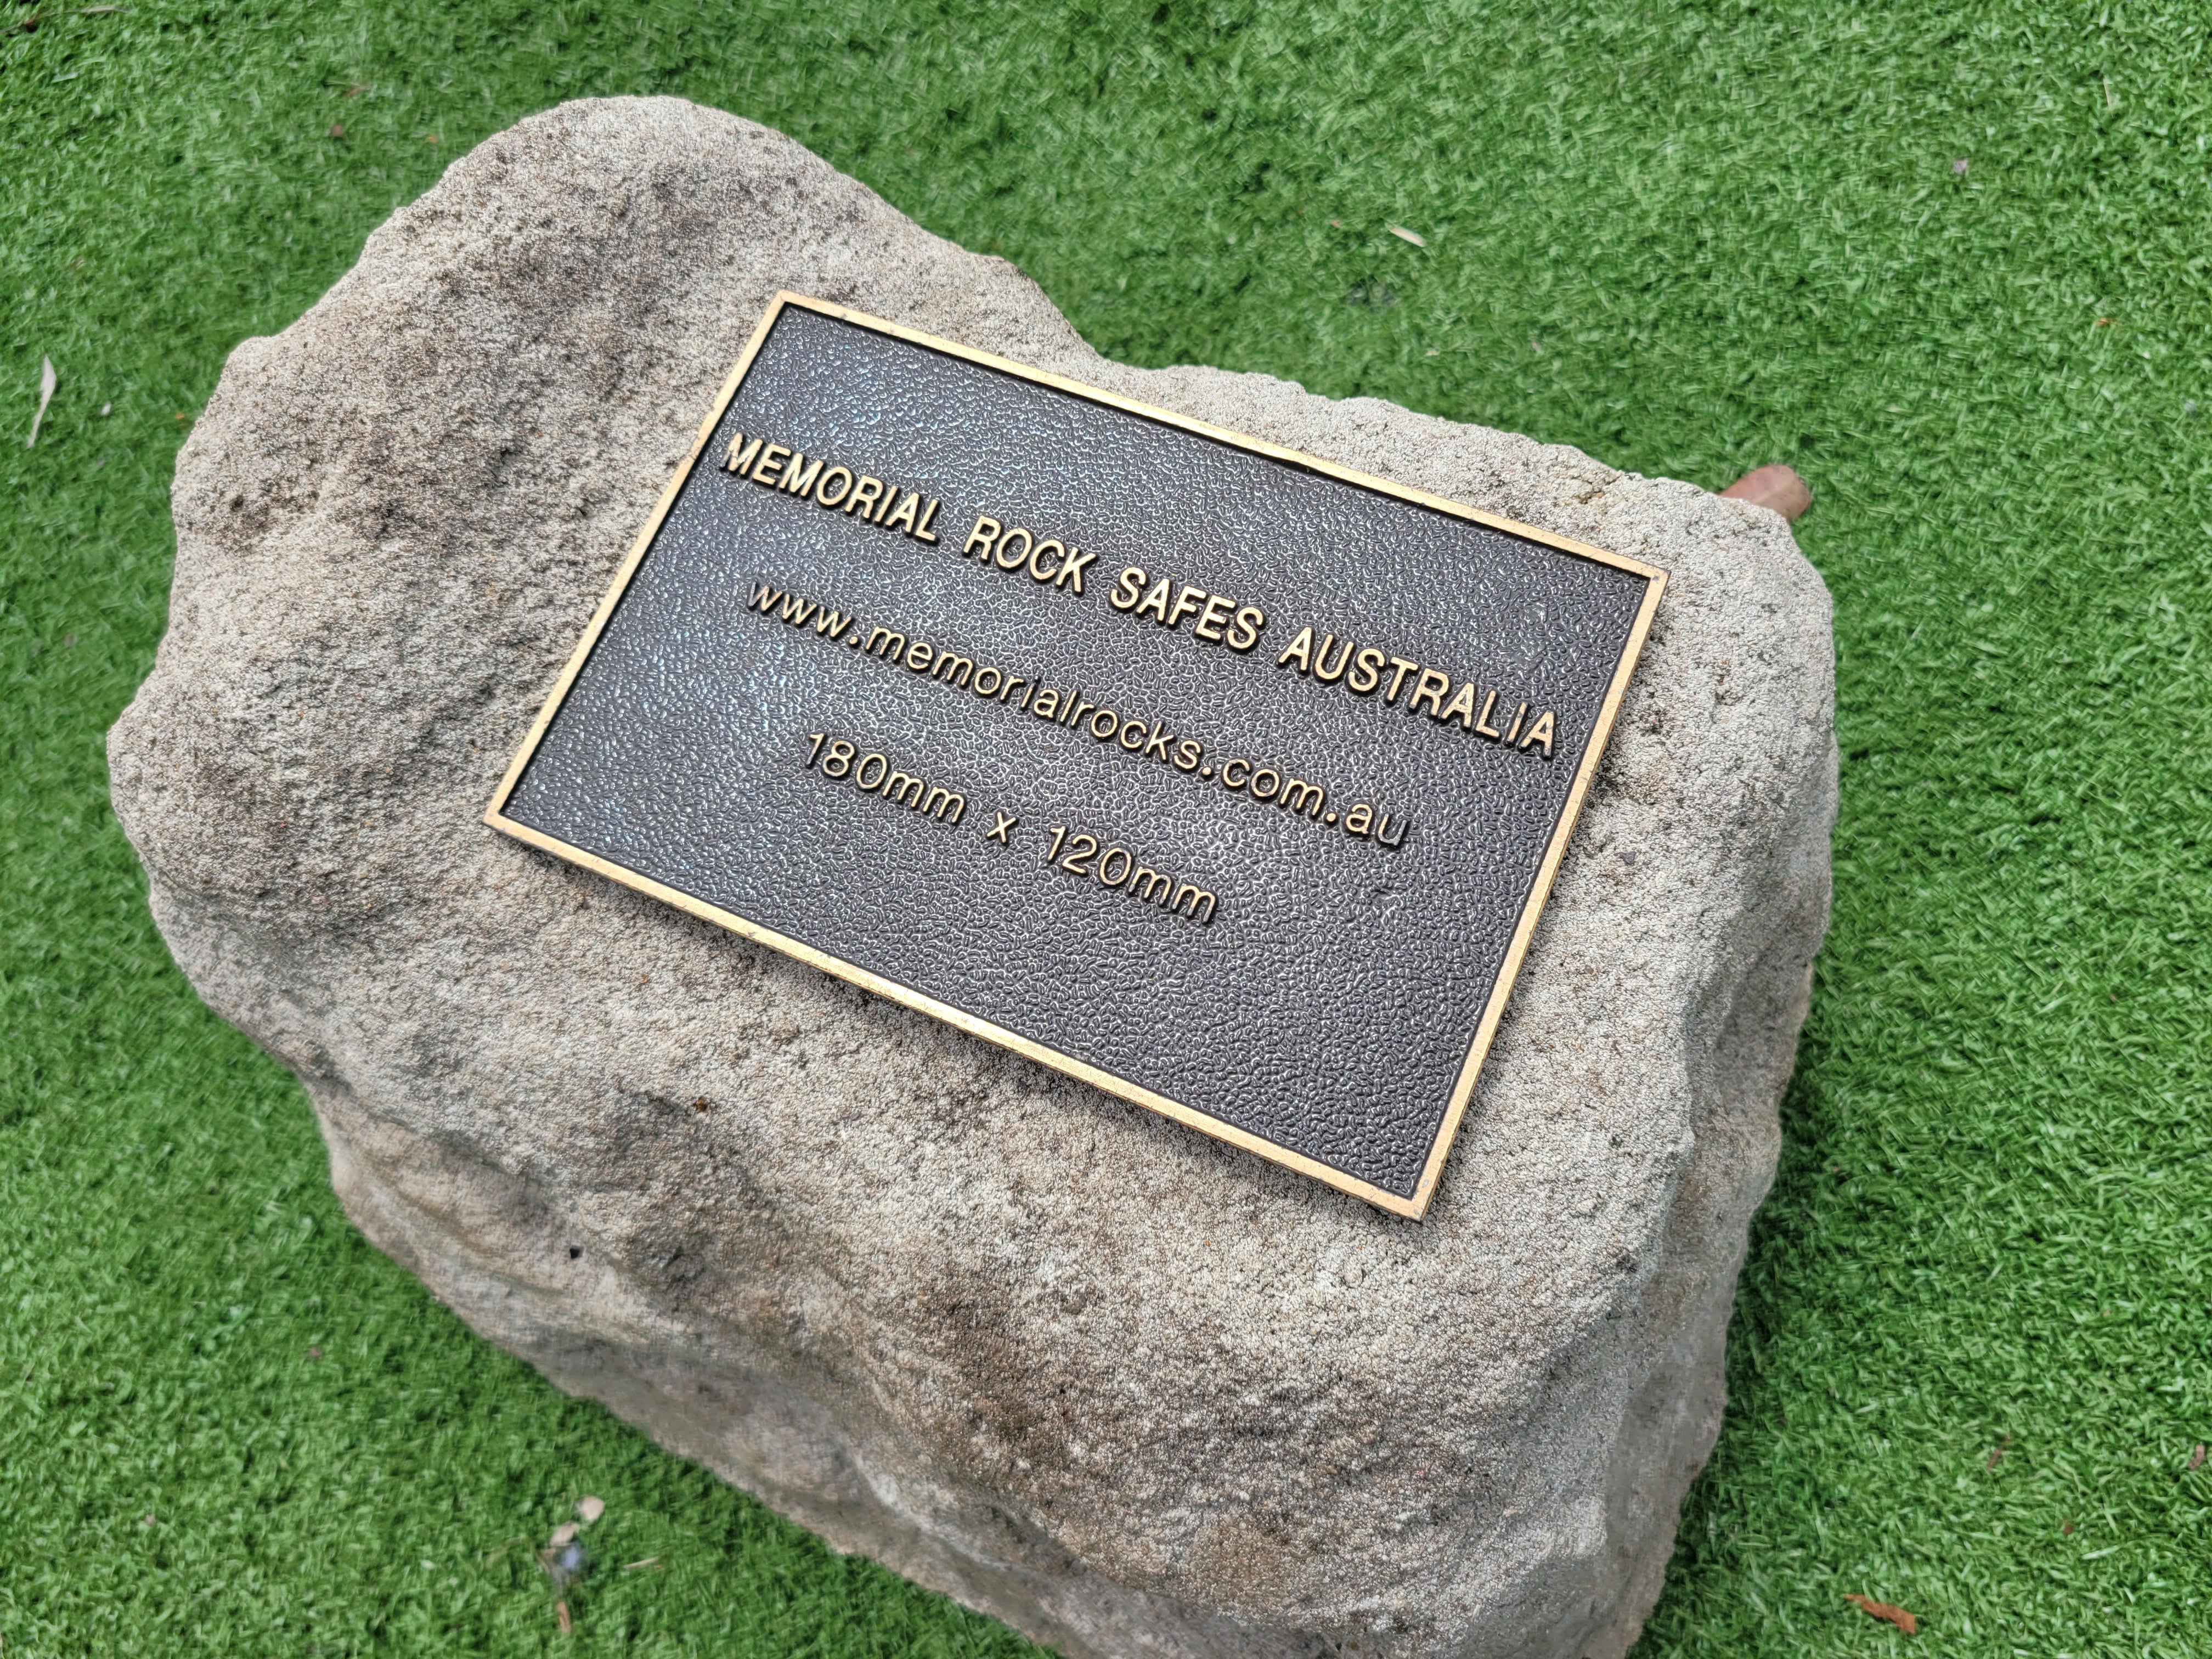 MEMORIAL ROCK SAFES AUSTRALIA
www.memorialrocks.com.au
180mm x 120mm